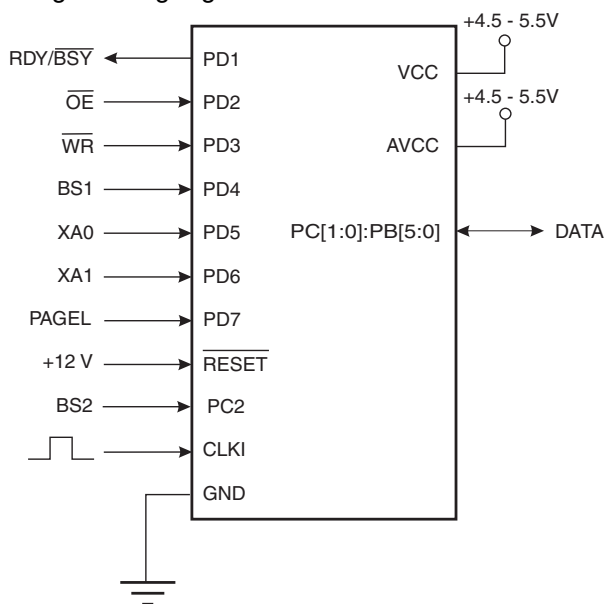 +4.5 - 5.5V
RDY/BSY PD1
VCC
OE PD2
+4.5 - 5.5V
WR PD3 AVCC
BS1 PD4
XA0 PD5 PC[1:0]:PB[5:0] DATA
XA1 PD6
PAGEL PD7
+12 V RESET
BS2 PC2
CLKI
GND